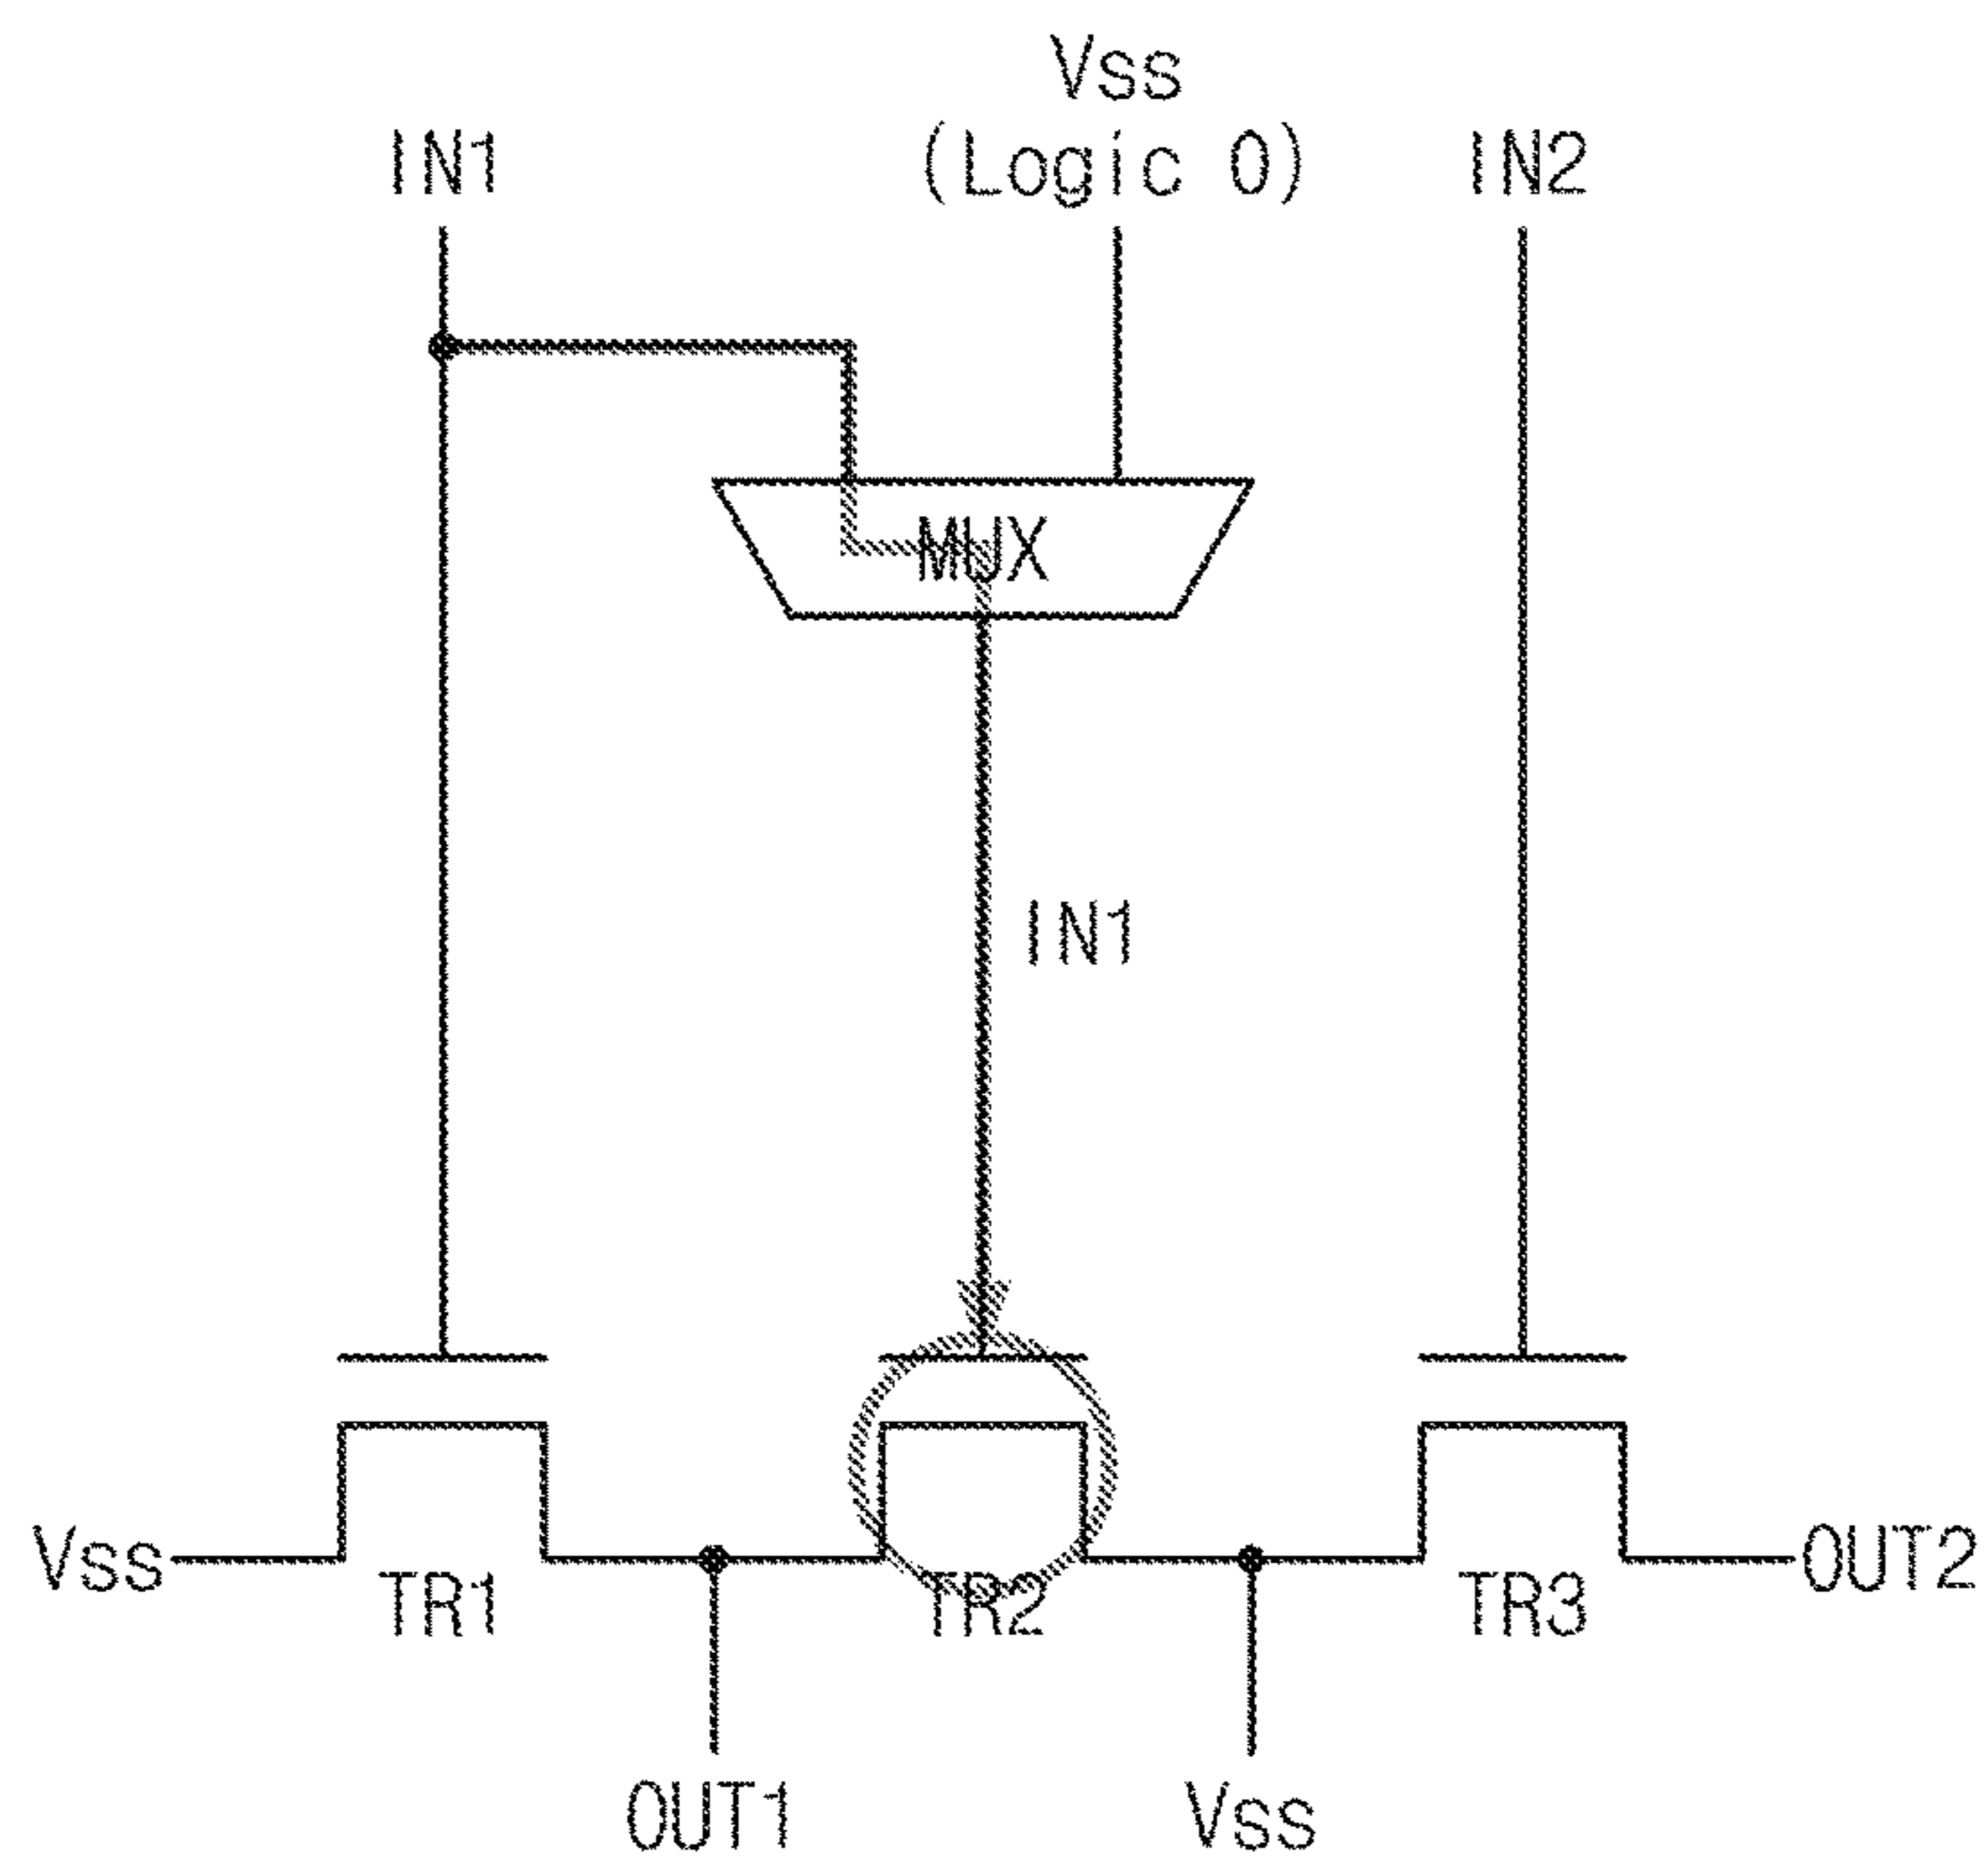 Vss
IN1 (Logic 0) IN2
MUX
IN1
Vss OUT2
TR1 TR2 TR3
OUT1 Vss